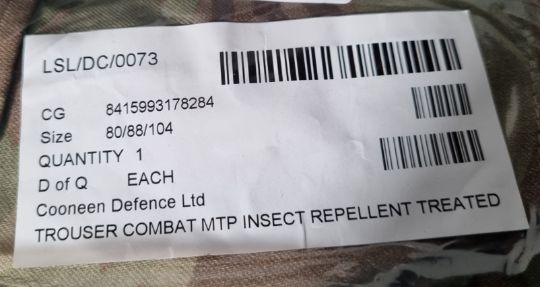 LSL/DC/0073
CG 8415993178284
Size 80/88/104
QUANTITY 1
D of Q EACH
Cooneen Defence Ltd
TROUSER COMBAT MTP INSECT REPELLENT TREATED